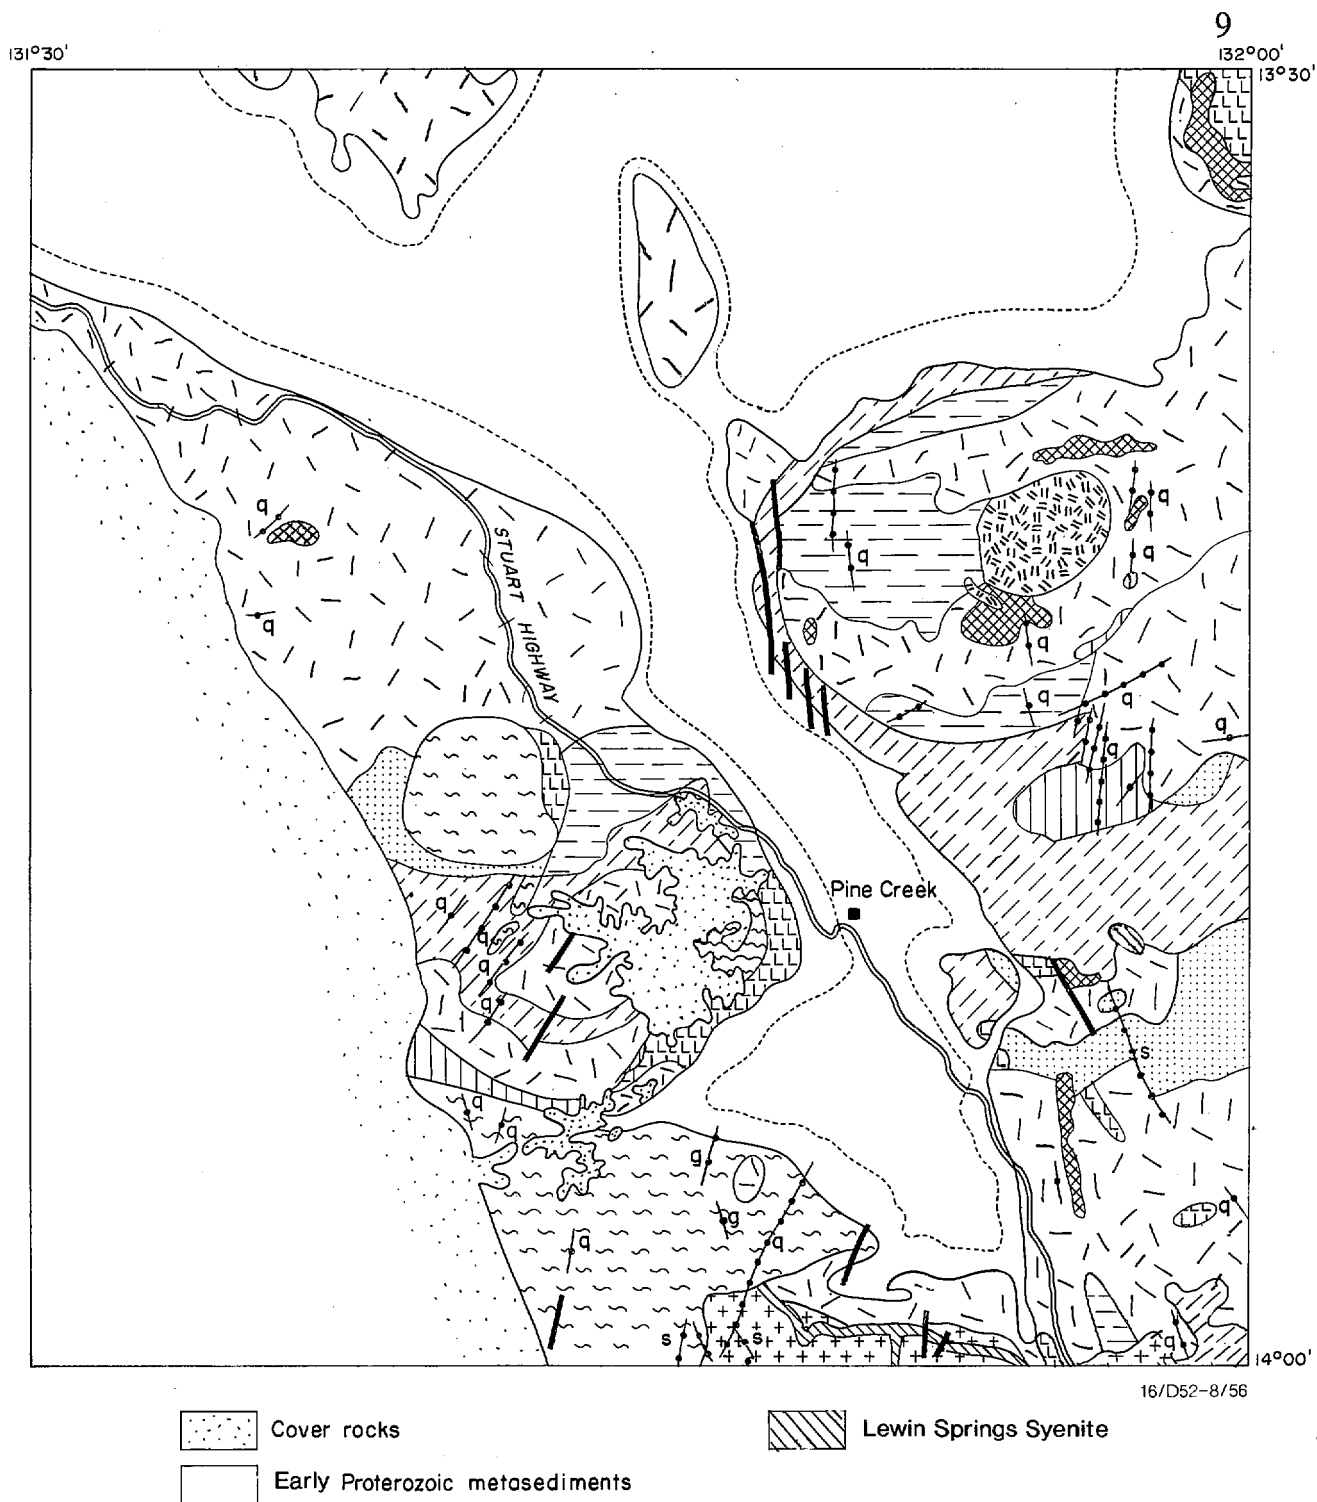 9
131°30'
132°00'
13°30'
q
q
q
q
STUART HIGHWAY
q
q
q
q
q
q
Pine Creek
q
q
q
q
s
q
q
g
g
q
q
q
s
s
q
14°00'
16/D52-8/56
Cover rocks
Lewin Springs Syenite
Early Proterozoic metasediments